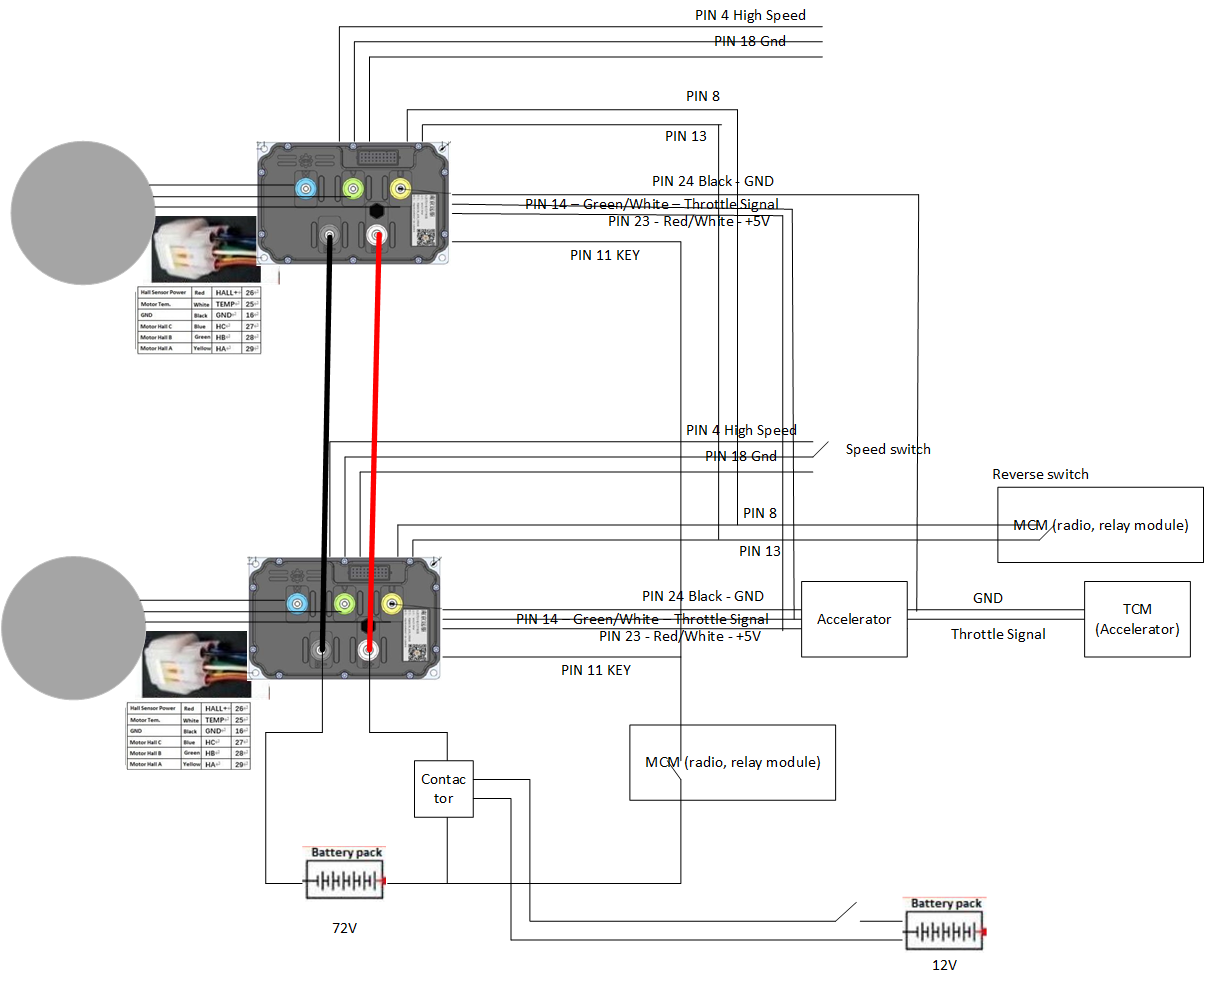 PIN 4 High Speed
PIN 18 Gnd
PIN 8
PIN 13
PIN 24 Black - GND
PIN 14 – Green/White – Throttle Signal
PIN 23 - Red/White - +5V
PIN 11 KEY
Hall Sensor Power Red HALL+ 26
Motor Tem. White TEMP 25
GND Black GND 16
Motor Hall C Blue HC 27
Motor Hall B Green HB 28
Motor Hall A Yellow HA 29
PIN 4 High Speed
Speed switch
PIN 18 Gnd
Reverse switch
PIN 8
MCM (radio, relay module)
PIN 13
PIN 24 Black - GND
PIN 14 – Green/White – Throttle Signal
PIN 23 - Red/White - +5V
PIN 11 KEY
Accelerator
GND
Throttle Signal
TCM
(Accelerator)
Hall Sensor Power Red HALL+ 26
Motor Tem. White TEMP 25
GND Black GND 16
Motor Hall C Blue HC 27
Motor Hall B Green HB 28
Motor Hall A Yellow HA 29
Contac
tor
MCM (radio, relay module)
Battery pack
72V
Battery pack
12V